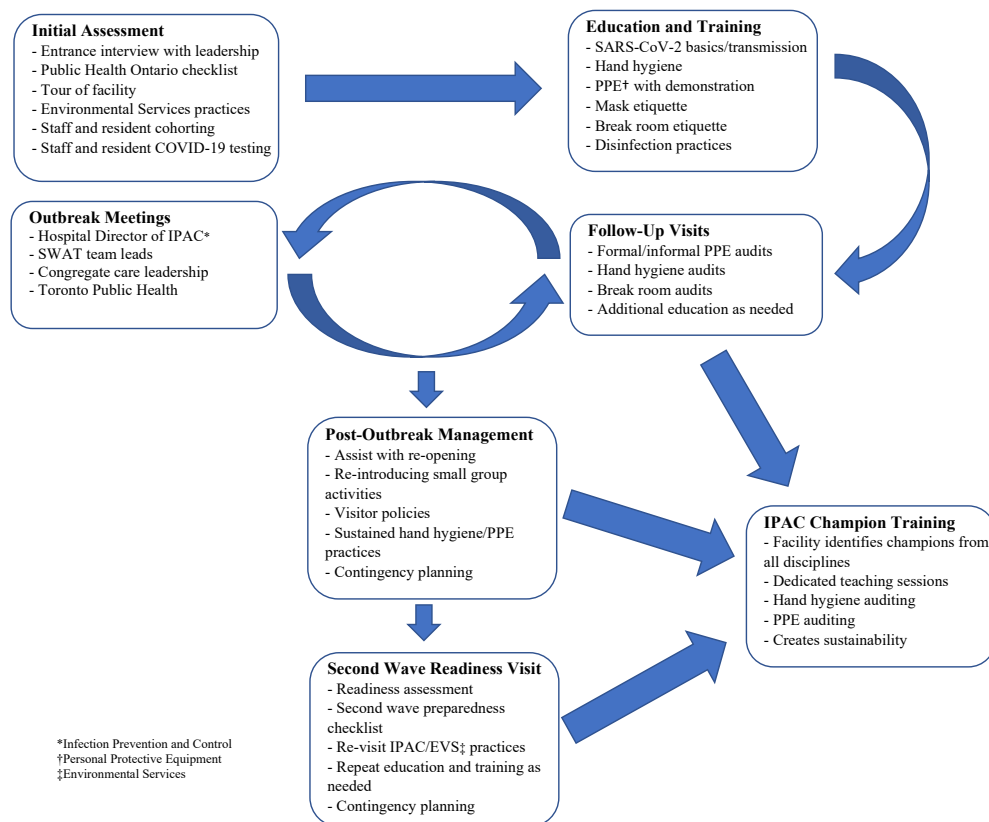 Initial Assessment
- Entrance interview with leadership
- Public Health Ontario checklist
- Tour of facility
- Environmental Services practices
- Staff and resident cohorting
- Staff and resident COVID-19 testing
Education and Training
- SARS-CoV-2 basics/transmission
- Hand hygiene
- PPE† with demonstration
- Mask etiquette
- Break room etiquette
- Disinfection practices
Outbreak Meetings
- Hospital Director of IPAC*
- SWAT team leads
- Congregate care leadership
- Toronto Public Health
Follow-Up Visits
- Formal/informal PPE audits
- Hand hygiene audits
- Break room audits
- Additional education as needed
Post-Outbreak Management
- Assist with re-opening
- Re-introducing small group
activities
- Visitor policies
- Sustained hand hygiene/PPE
practices
- Contingency planning
IPAC Champion Training
- Facility identifies champions from
all disciplines
- Dedicated teaching sessions
- Hand hygiene auditing
- PPE auditing
- Creates sustainability
Second Wave Readiness Visit
- Readiness assessment
- Second wave preparedness
checklist
- Re-visit IPAC/EVS‡ practices
- Repeat education and training as
needed
- Contingency planning
*Infection Prevention and Control
†Personal Protective Equipment
‡Environmental Services